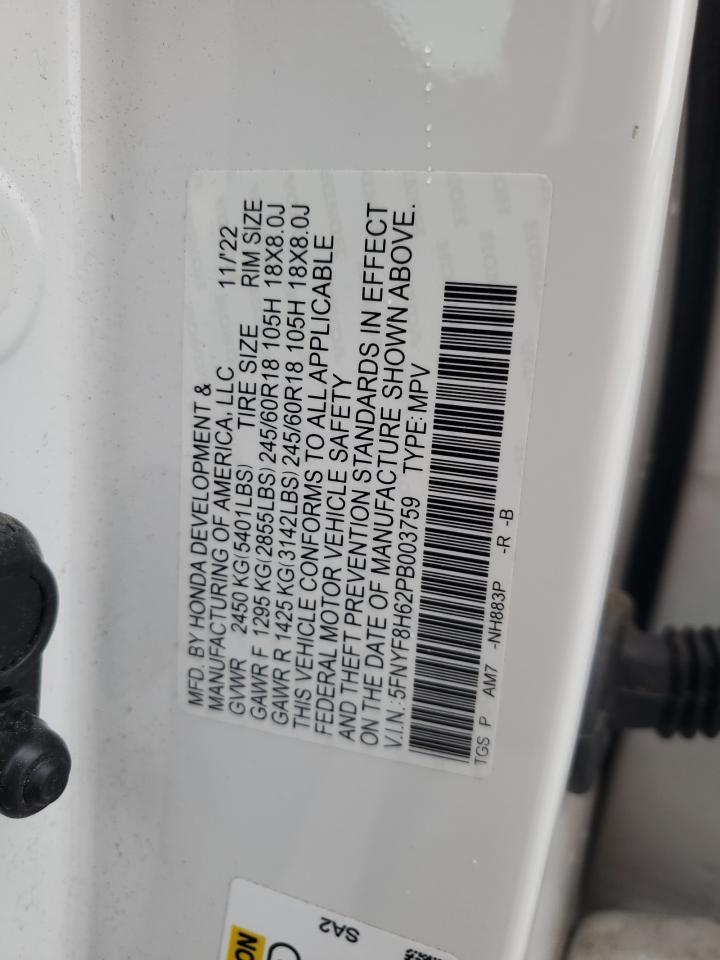 MFD. BY HONDA DEVELOPMENT &
MANUFACTURING OF AMERICA, LLC 11/'22
GVWR 2450 KG(5401LBS) TIRE SIZE RIM SIZE
GAWR F 1295 KG(2855LBS) 245/60R18 105H 18X8.0J
GAWR R 1425 KG(3142LBS) 245/60R18 105H 18X8.0J
THIS VEHICLE CONFORMS TO ALL APPLICABLE
FEDERAL MOTOR VEHICLE SAFETY
AND THEFT PREVENTION STANDARDS IN EFFECT
ON THE DATE OF MANUFACTURE SHOWN ABOVE.
V.I.N.:5FNYF8H62PB003759 TYPE:MPV
TGS P AM7 -NH883P -R -B
SA2